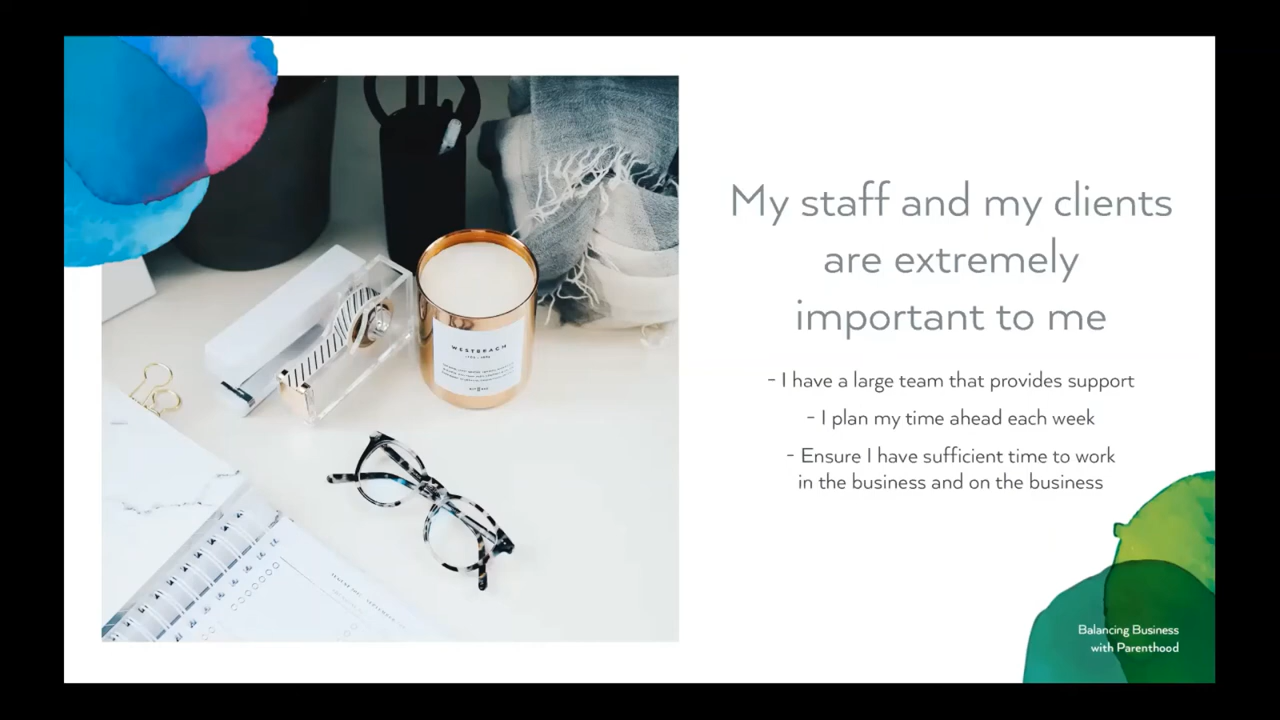 My staff and my clients
are extremely
important to me
- I have a large team that provides support
- I plan my time ahead each week
- Ensure I have sufficient time to work
in the business and on the business
WESTBEACH
Balancing Business
with Parenthood